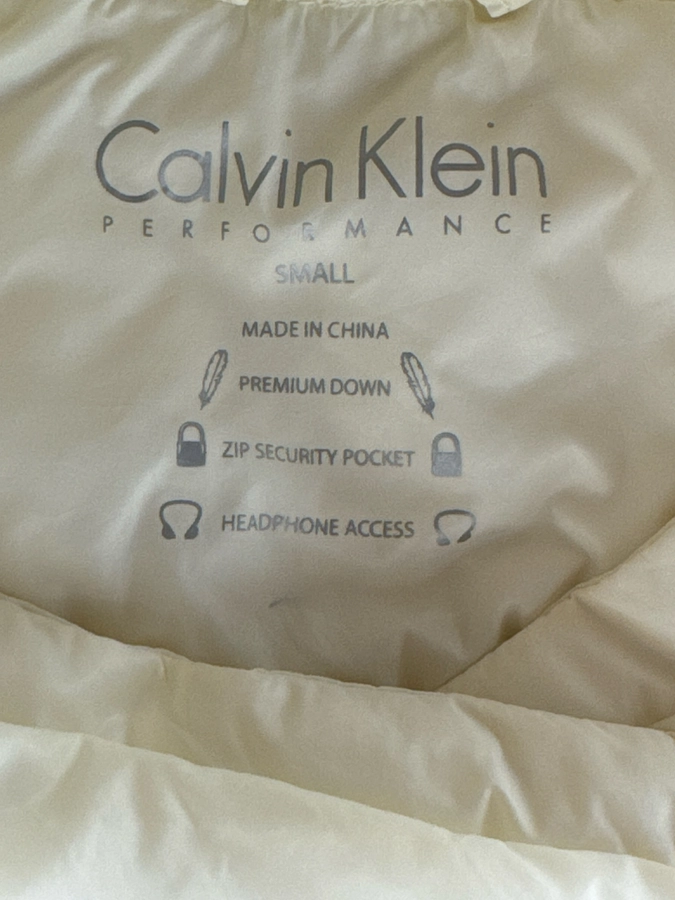 Calvin Klein
PERFORMANCE
SMALL
MADE IN CHINA
PREMIUM DOWN
ZIP SECURITY POCKET
HEADPHONE ACCESS